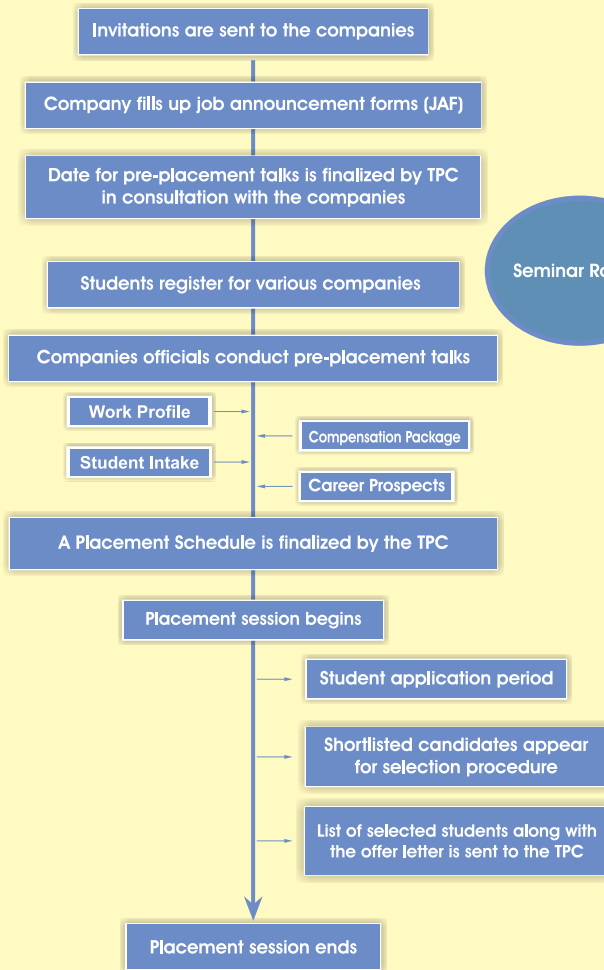 Invitations are sent to the companies
Company fills up job announcement forms (JAF)
Date for pre-placement talks is finalized by TPC
in consultation with the companies
Seminar
Students register for various companies
Companies officials conduct pre-placement talks
Work Profile
Compensation Package
Student Intake
Career Prospects
A Placement Schedule is finalized by the TPC
Placement session begins
Student application period
Shortlisted candidates appear
for selection procedure
List of selected students along with
the offer letter is sent to the TPC
Placement session ends